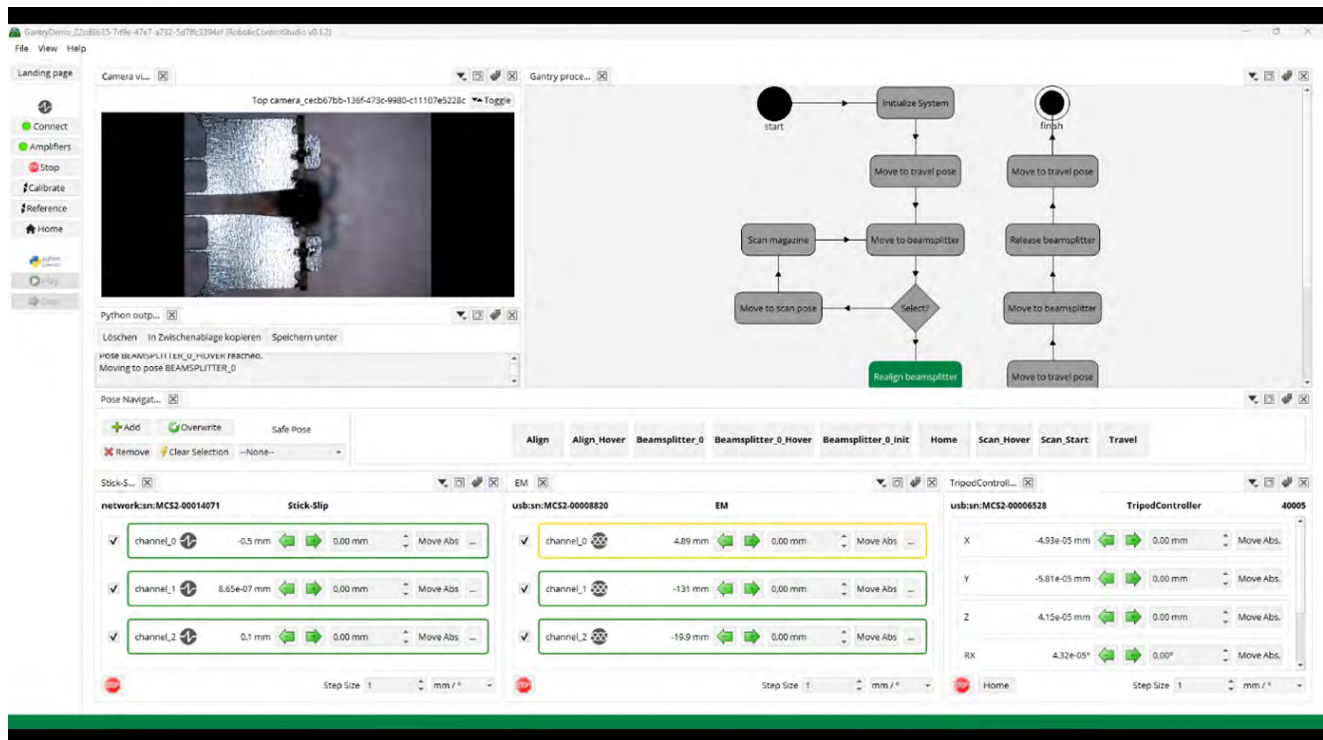 (RoboticControlStudio v0.1.2)
File View Help
Landing page
Connect
Amplifiers
Stop
Calibrate
Reference
Home
python
Play
Camera vi...
Top camera_cecb67bb-136f-473c-9980-c11107e5228c Toggle
Gantry proce...
start
Initialize System
finish
Move to travel pose
Move to travel pose
Scan magazine
Move to beamsplitter
Release beamsplitter
Move to scan pose
Select?
Move to beamsplitter
Realign beamsplitter
Move to travel pose
Python outp...
Löschen In Zwischenablage kopieren Speichern unter
Pose BEAMSPLITTER_0_HOVER reached.
Moving to pose BEAMSPLITTER_0
Pose Navigat...
Add Overwrite Safe Pose
Remove Clear Selection --None--
Align Align_Hover Beamsplitter_0 Beamsplitter_0_Hover Beamsplitter_0_Init Home Scan_Hover Scan_Start Travel
Stick-S...
network:sn:MCS2-00014071 Stick-Slip
channel_0 -0.5 mm 0,00 mm Move Abs ...
channel_1 8.65e-07 mm 0,00 mm Move Abs ...
channel_2 0.1 mm 0,00 mm Move Abs ...
STOP Step Size 1 mm / °
EM
usb:sn:MCS2-00008820 EM
channel_0 4.89 mm 0,00 mm Move Abs ...
channel_1 -131 mm 0,00 mm Move Abs ...
channel_2 -19.9 mm 0,00 mm Move Abs ...
STOP Step Size 1 mm / °
TripodControll...
usb:sn:MCS2-00006528 TripodController 40005
X -4.93e-05 mm 0,00 mm Move Abs.
Y -5.81e-05 mm 0,00 mm Move Abs.
Z 4.15e-05 mm 0.00 mm Move Abs.
RX 4.32e-05° 0,00° Move Abs.
STOP Home Step Size 1 mm / °